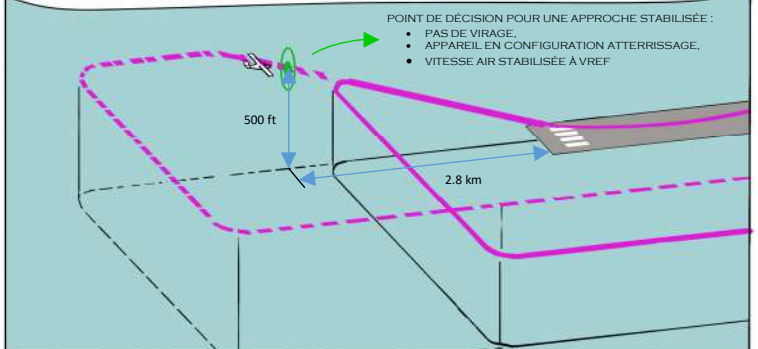 POINT DE DÉCISION POUR UNE APPROCHE STABILISÉE :
• PAS DE VIRAGE,
• APPAREIL EN CONFIGURATION ATTERRISSAGE,
• VITESSE AIR STABILISÉE À VREF
500 ft
2.8 km